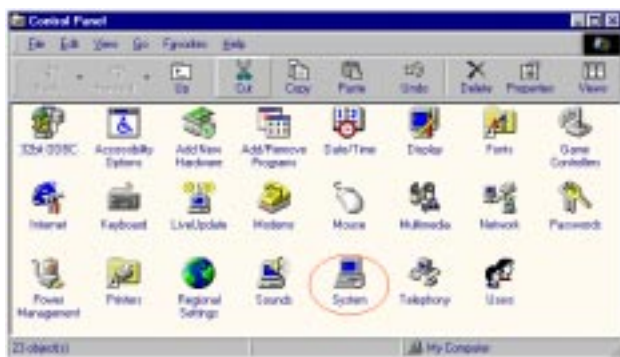 Control Panel
File Edit View Go Favorites Help
Up Cut Copy Paste Undo Delete Properties Views
32bit ODBC Accessibility Options Add New Hardware Add/Remove Programs Date/Time Display Fonts Game Controllers
Internet Keyboard LiveUpdate Modems Mouse Multimedia Network Passwords
Power Management Printers Regional Settings Sounds System Telephony Users
23 object(s) My Computer